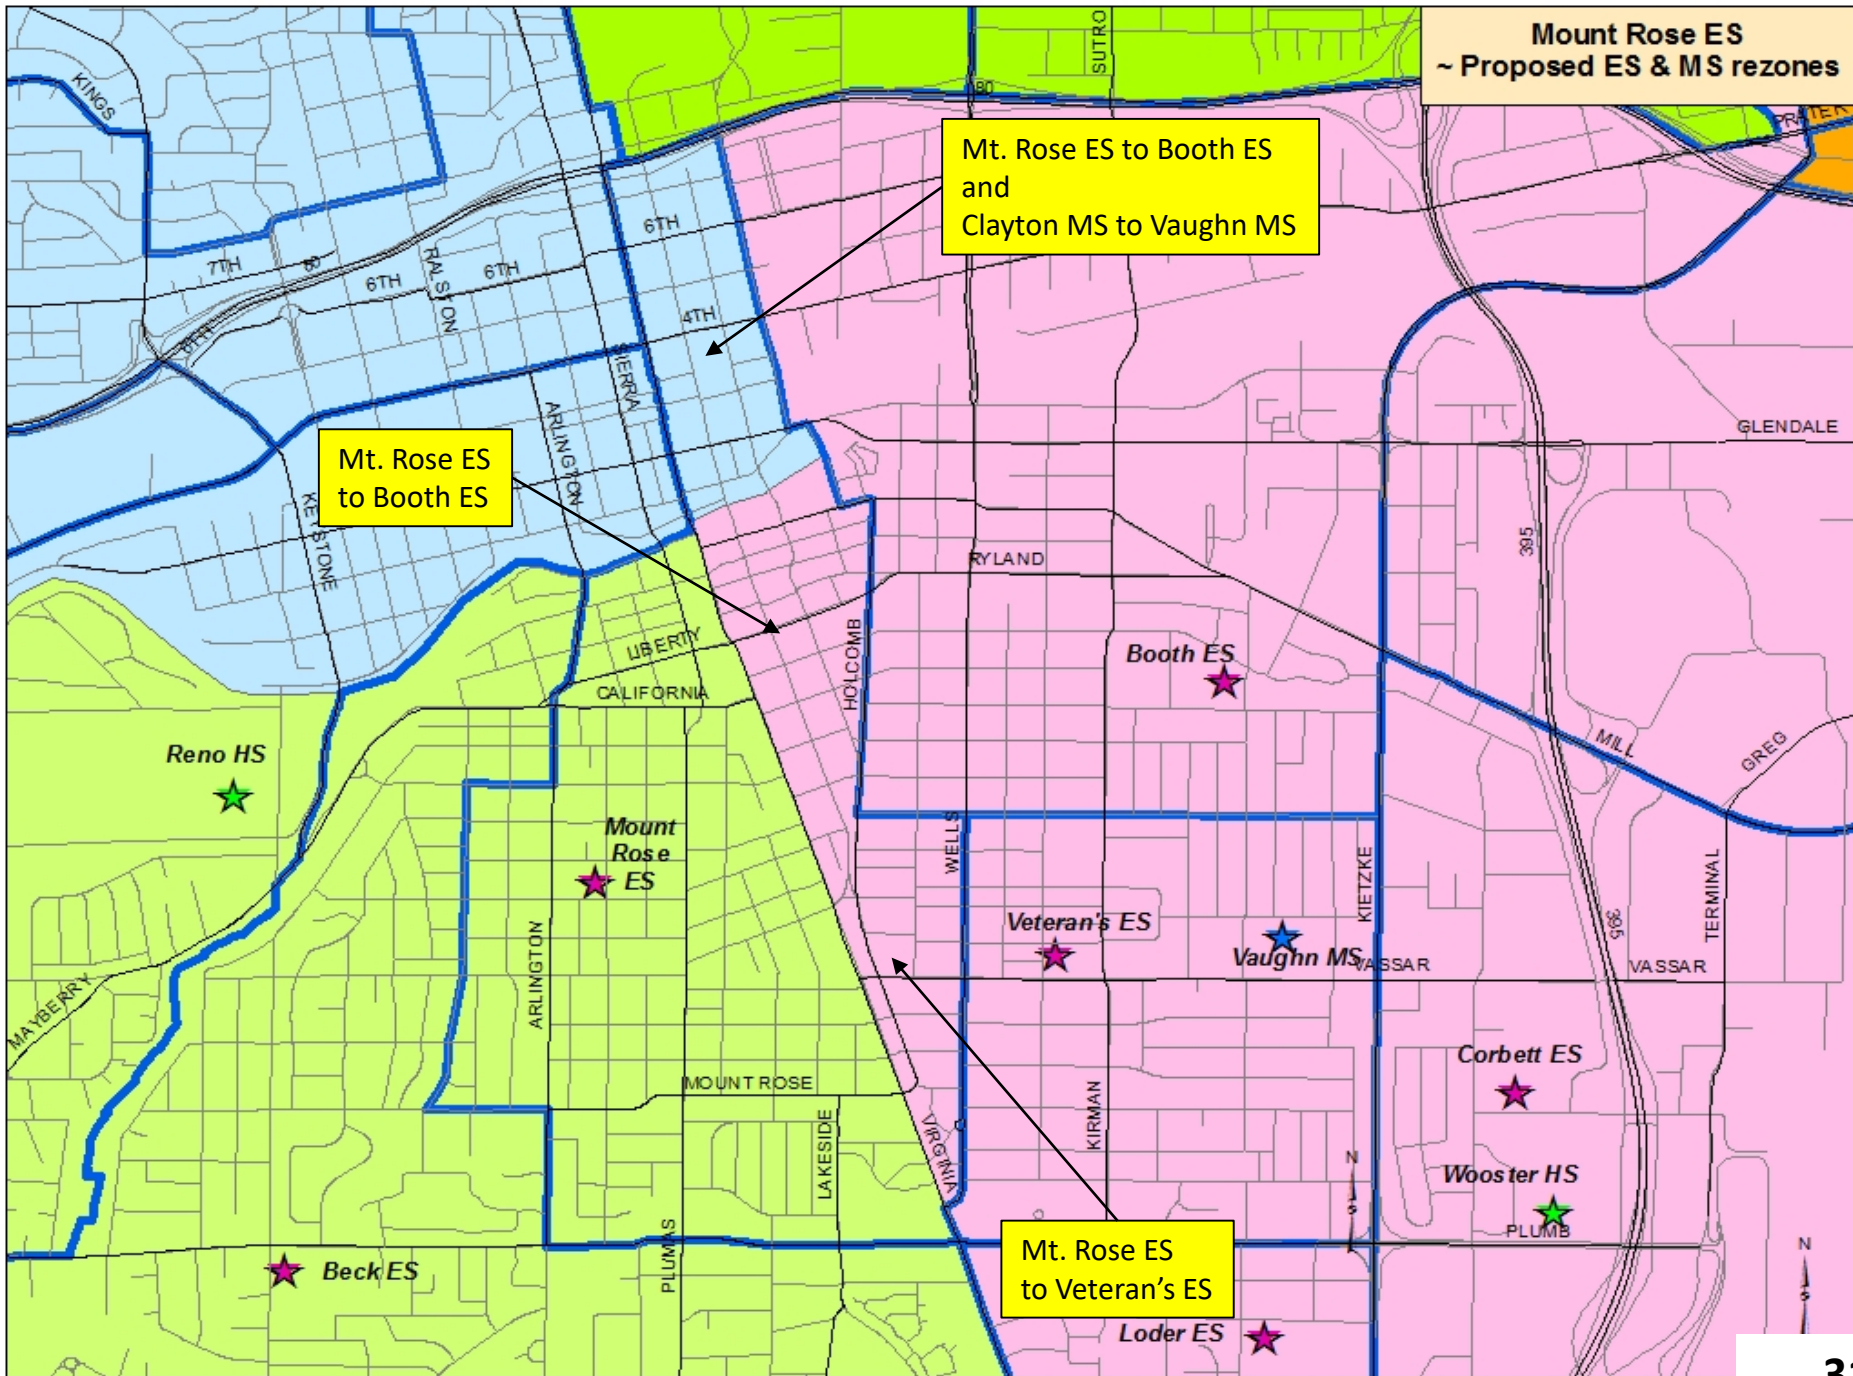 Mount Rose ES
~ Proposed ES & MS rezones
SUTRO
80
KINGS
PRATER
Mt. Rose ES to Booth ES
and
Clayton MS to Vaughn MS
6TH
7TH
80
RALSTON
6TH
6TH
4TH
SIERRA
ARLINGTON
GLENDALE
Mt. Rose ES
to Booth ES
KEYSTONE
395
RYLAND
HOLCOMB
LIBERTY
Booth ES
CALIFORNIA
Reno HS
MILL
GREG
Mount
Rose
ES
WELLS
KIETZKE
TERMINAL
395
Veteran's ES
Vaughn MS
VASSAR
VASSAR
ARLINGTON
MAYBERRY
Corbett ES
MOUNT ROSE
KIRMAN
LAKESIDE
VIRGINIA
N
S
Wooster HS
PLUMB
PLUMAS
Mt. Rose ES
to Veteran’s ES
N
S
Beck ES
Loder ES